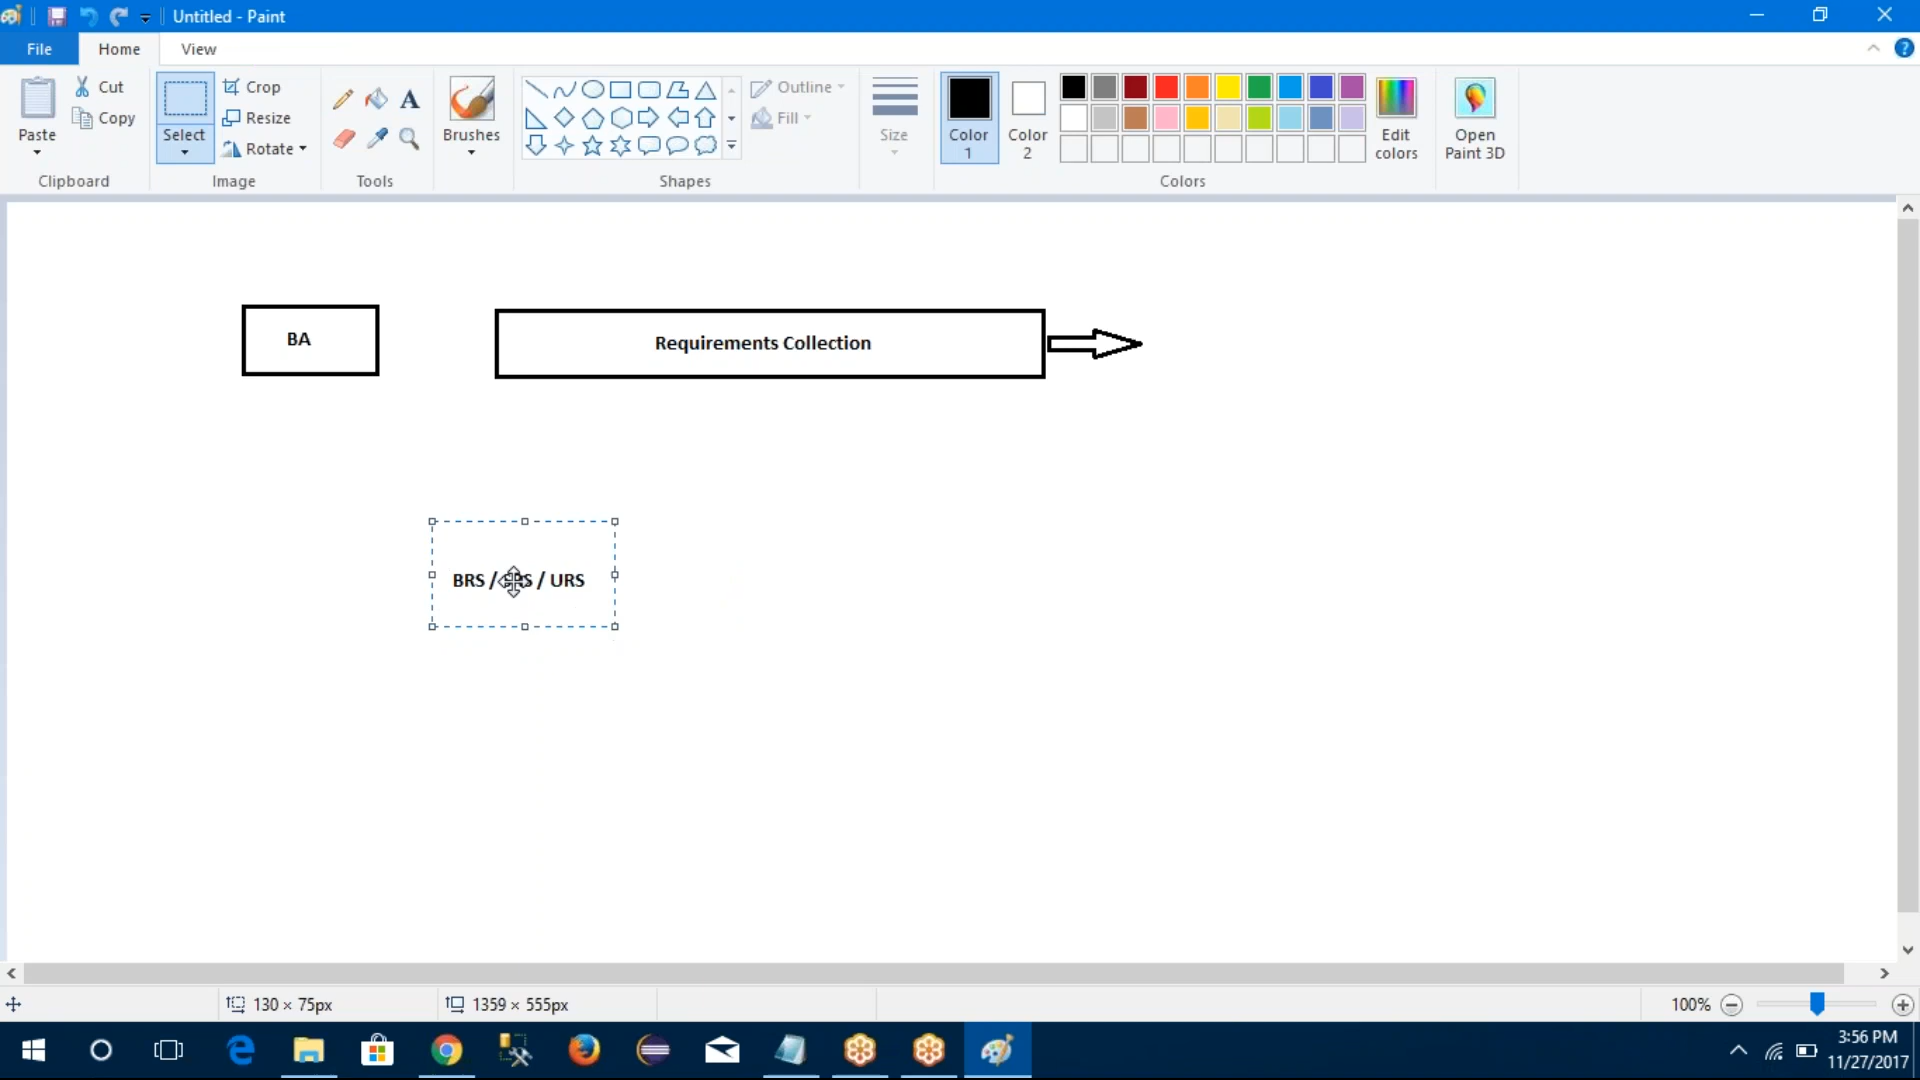 Untitled - Paint
File Home View
Paste
Cut
Copy
Clipboard
Select
Crop
Resize
Rotate
Image
Tools
Brushes
Shapes
Outline
Fill
Size
Color 1
Color 2
Colors
Edit colors
Open Paint 3D
BA
Requirements Collection
BRS / / URS
130 × 75px
1359 × 555px
100%
3:56 PM
11/27/2017